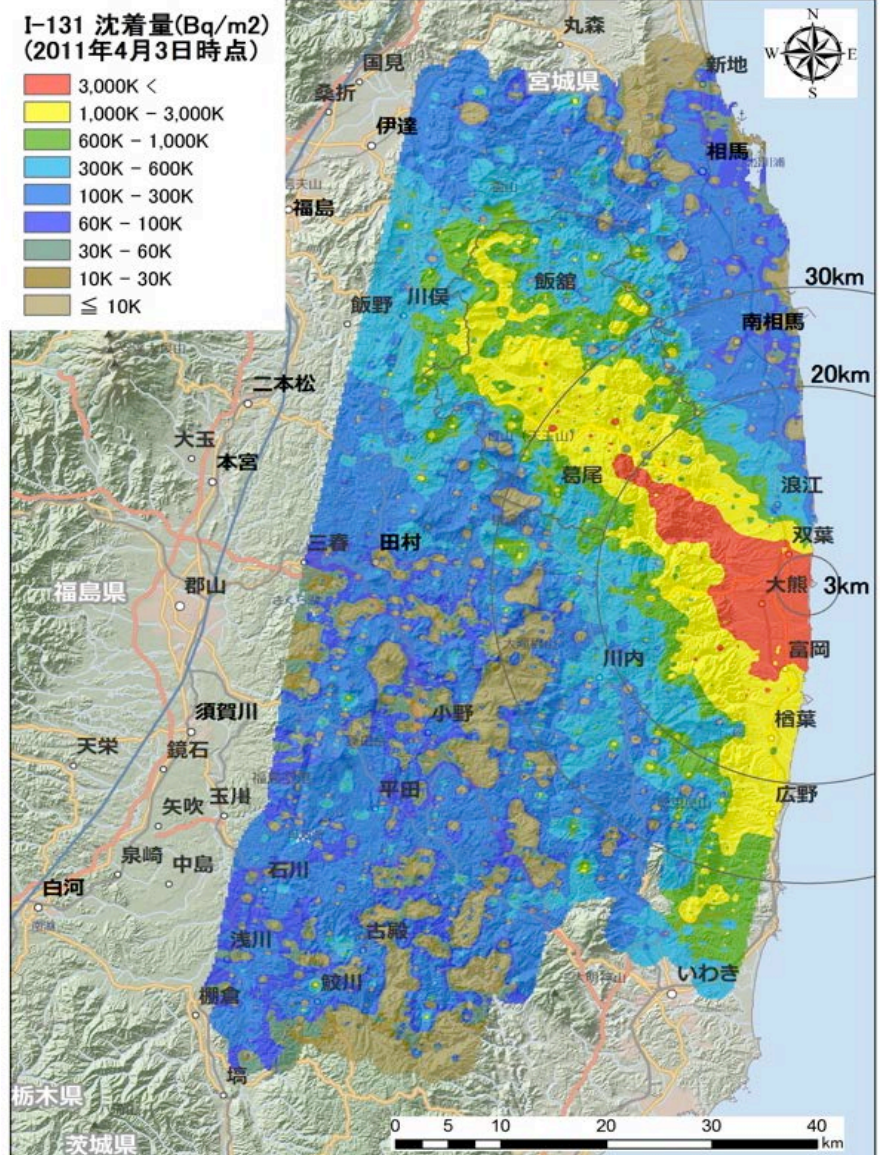 I-131 沈着量(Bq/m2)
(2011年4月3日時点)
3,000K <
1,000K - 3,000K
600K - 1,000K
300K - 600K
100K - 300K
60K - 100K
30K - 60K
10K - 30K
≦ 10K
N
W
E
S
丸森
国見
宮城県
新地
桑折
伊達
相馬
福島
飯舘
30km
川俣
飯野
南相馬
20km
二本松
大玉
葛尾
本宮
浪江
双葉
三春
田村
大熊
3km
福島県
郡山
川内
富岡
須賀川
小野
楢葉
天栄
鏡石
平田
広野
玉川
矢吹
泉崎
中島
石川
白河
浅川
古殿
いわき
鮫川
棚倉
塙
栃木県
茨城県
0
5
10
20
30
40
km